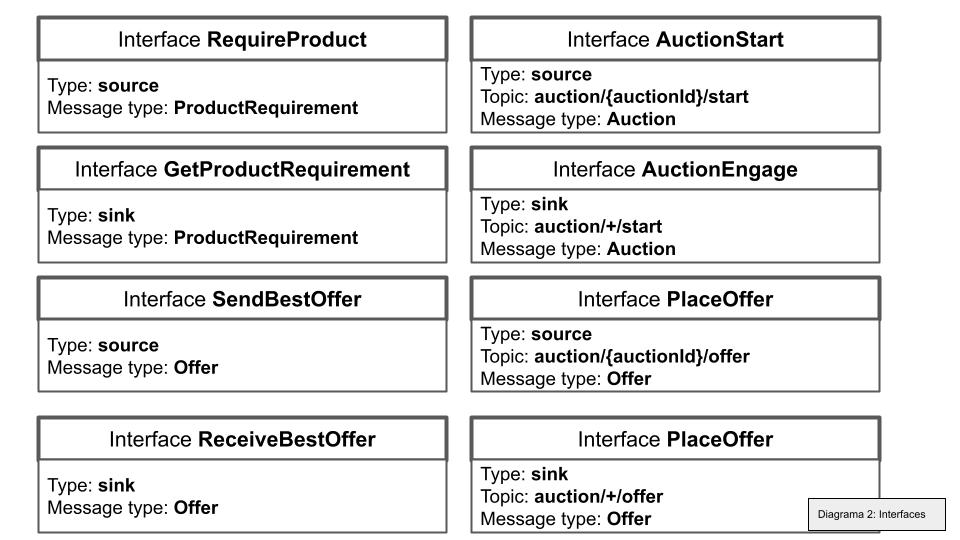 Interface RequireProduct
Type: source
Message type: ProductRequirement
Interface GetProductRequirement
Type: sink
Message type: ProductRequirement
Interface SendBestOffer
Type: source
Message type: Offer
Interface ReceiveBestOffer
Type: sink
Message type: Offer
Interface AuctionStart
Type: source
Topic: auction/{auctionId}/start
Message type: Auction
Interface AuctionEngage
Type: sink
Topic: auction/+/start
Message type: Auction
Interface PlaceOffer
Type: source
Topic: auction/{auctionId}/offer
Message type: Offer
Interface PlaceOffer
Type: sink
Topic: auction/+/offer
Message type: Offer
Diagrama 2: Interfaces